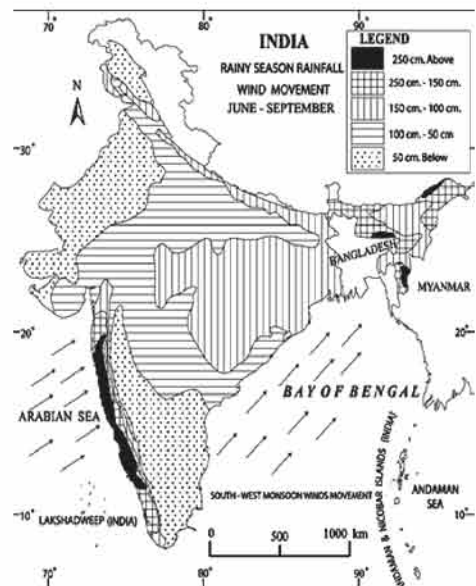 70°
80°
90°
INDIA
RAINY SEASON RAINFALL
WIND MOVEMENT
JUNE - SEPTEMBER
N
LEGEND
250 cm. Above
250 cm. - 150 cm.
150 cm. - 100 cm.
100 cm. - 50 cm
50 cm. Below
30°
30°
BANGLADESH
MYANMAR
20°
20°
BAY OF BENGAL
ARABIAN SEA
ANDAMAN & NICOBAR ISLANDS (INDIA)
ANDAMAN
SEA
SOUTH - WEST MONSOON WINDS MOVEMENT
10°
10°
LAKSHADWEEP (INDIA)
0 500 1000 km
70°
80°
90°